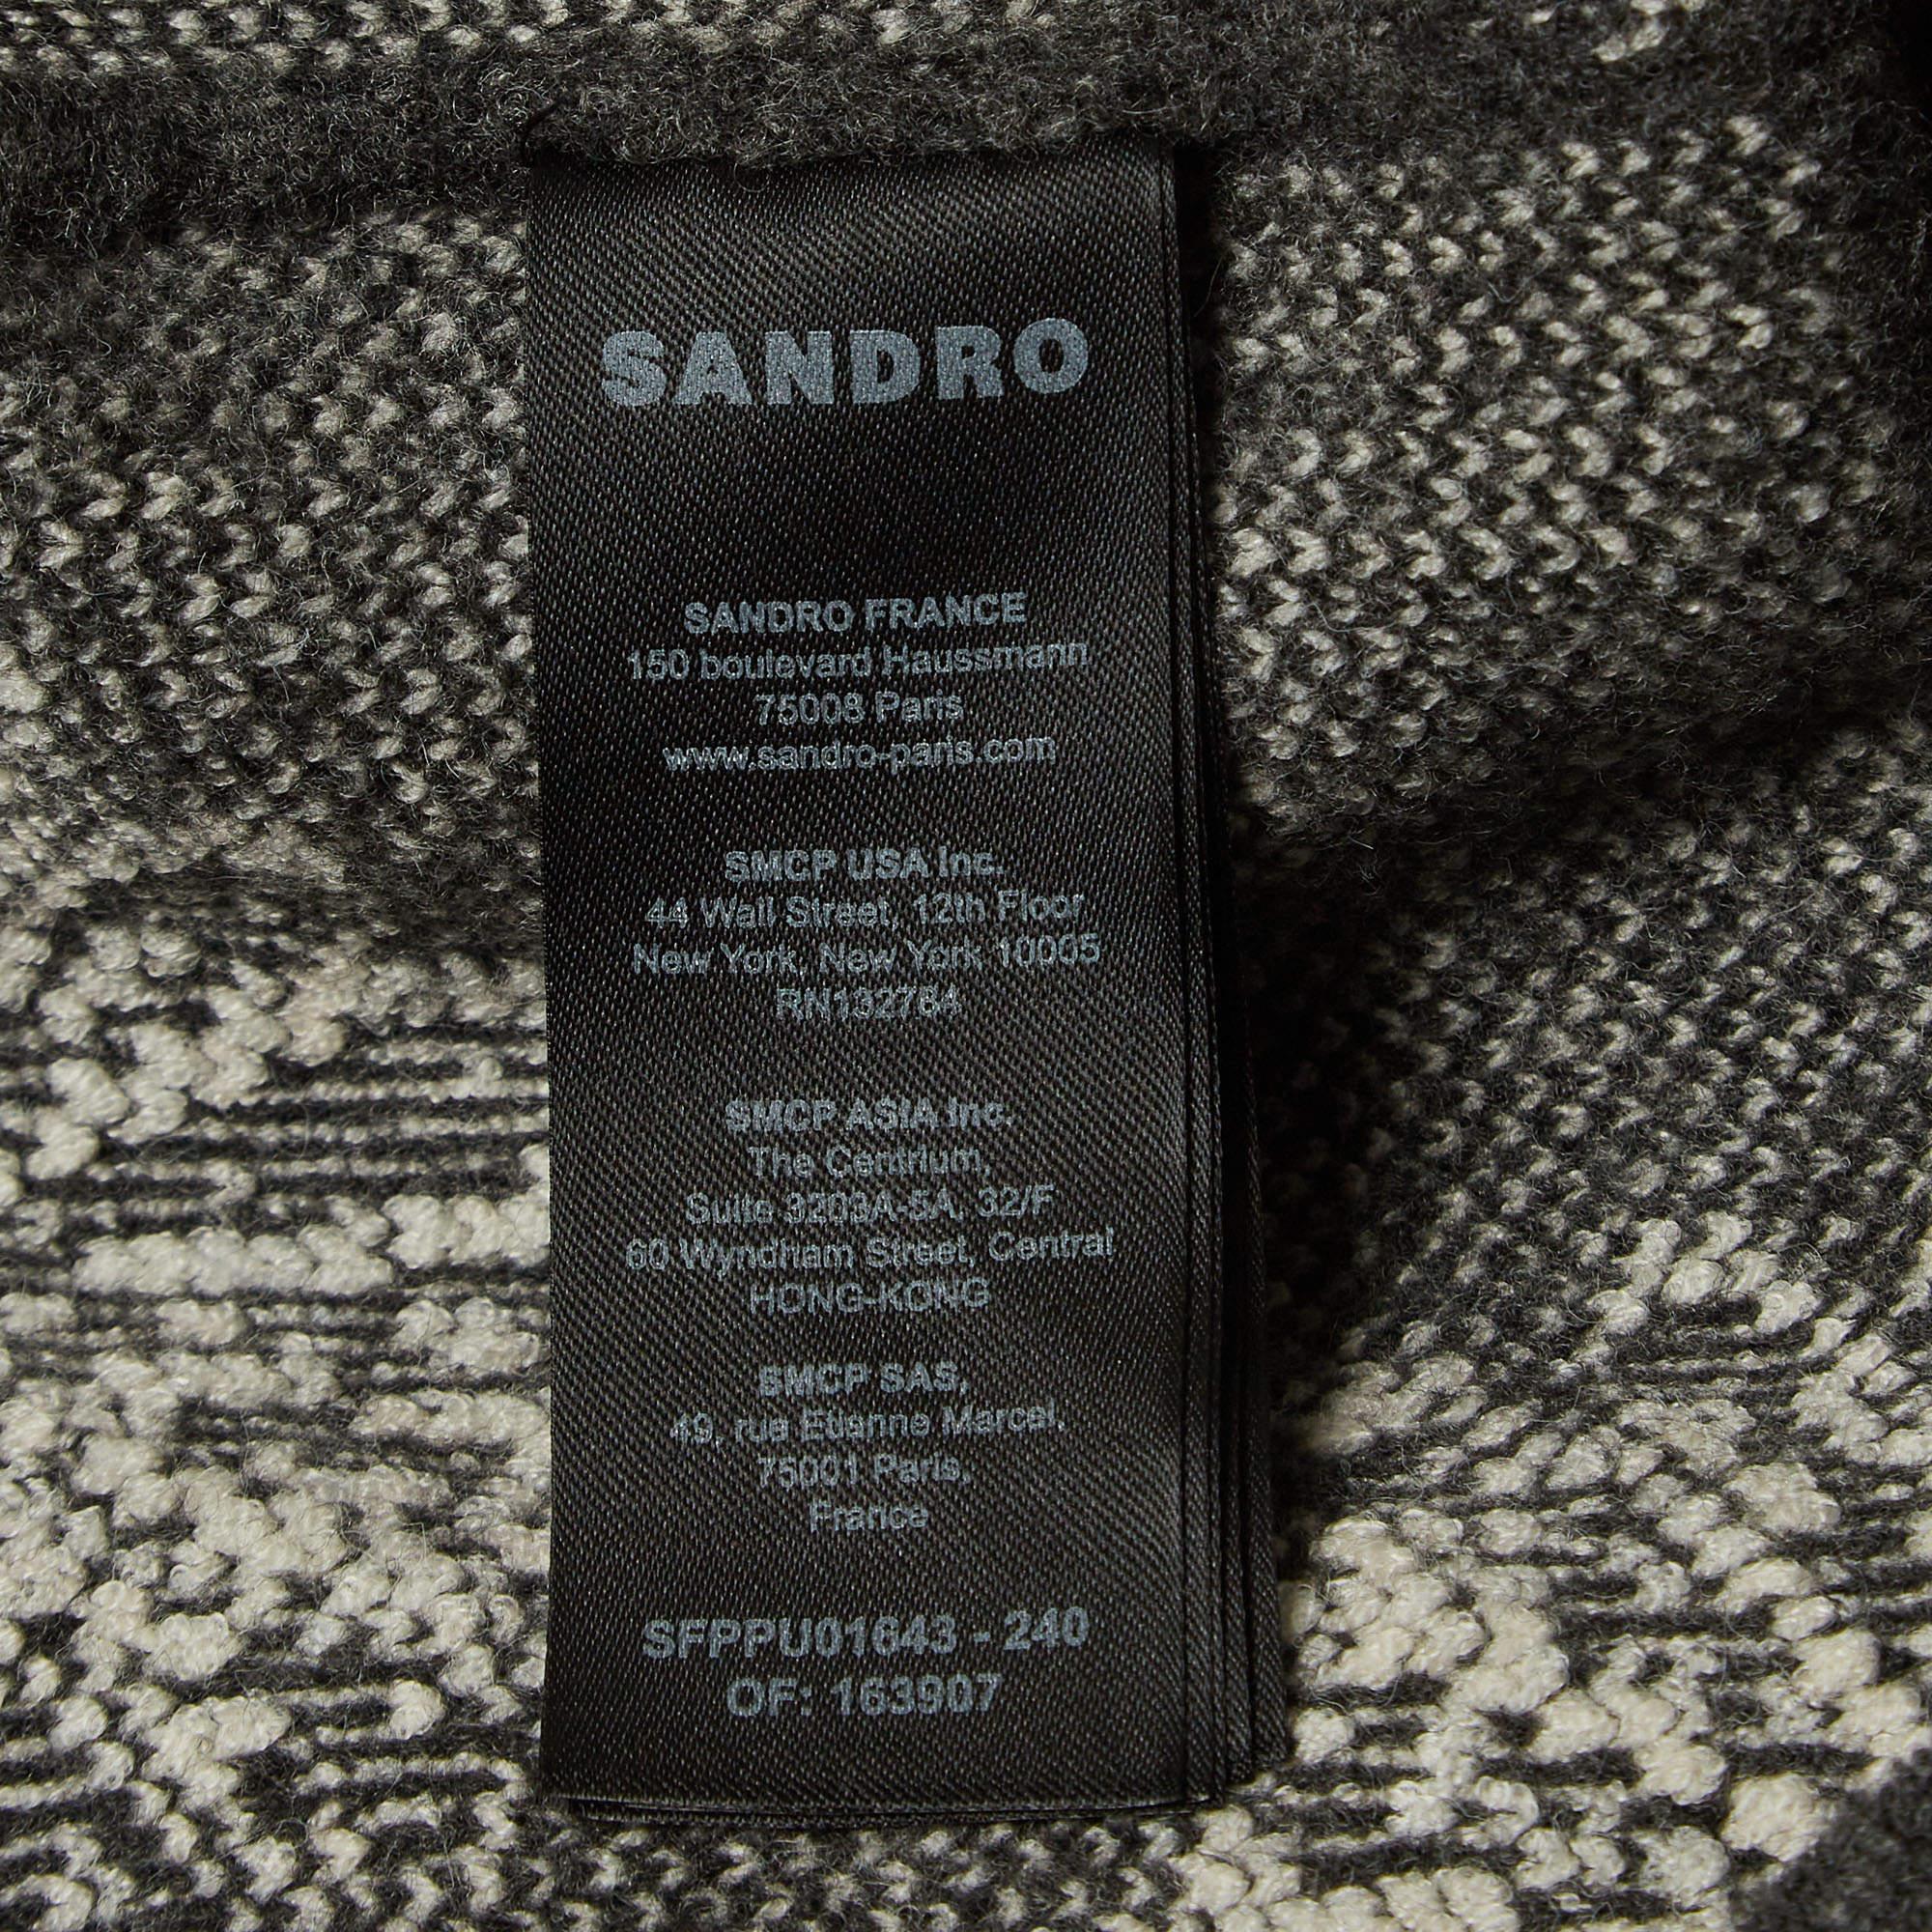 SANDRO
SANDRO FRANCE
150 boulevard Haussmann
75008 Paris
www.sandro-paris.com
SMCP USA Inc.
44 Wall Street, 12th Floor
New York, New York 10005
RN132784
SMCP ASIA Inc.
The Centrium,
Suite 3203A-5A, 32/F
60 Wyndham Street, Central
HONG-KONG
SMCP SAS,
49, rue Etienne Marcel,
75001 Paris,
France
SFPPU01643 - 240
OF: 163907